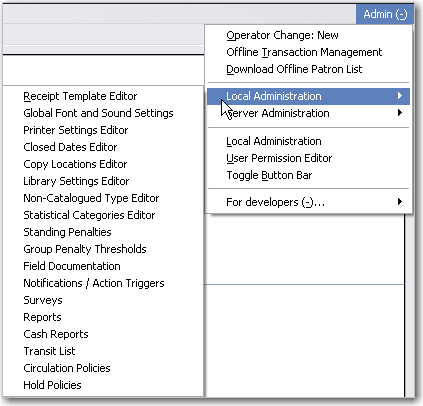 Admin (-)
Operator Change: New
Offline Transaction Management
Download Offline Patron List
Local Administration
Server Administration
Local Administration
User Permission Editor
Toggle Button Bar
For developers (-)...
Receipt Template Editor
Global Font and Sound Settings
Printer Settings Editor
Closed Dates Editor
Copy Locations Editor
Library Settings Editor
Non-Catalogued Type Editor
Statistical Categories Editor
Standing Penalties
Group Penalty Thresholds
Field Documentation
Notifications / Action Triggers
Surveys
Reports
Cash Reports
Transit List
Circulation Policies
Hold Policies